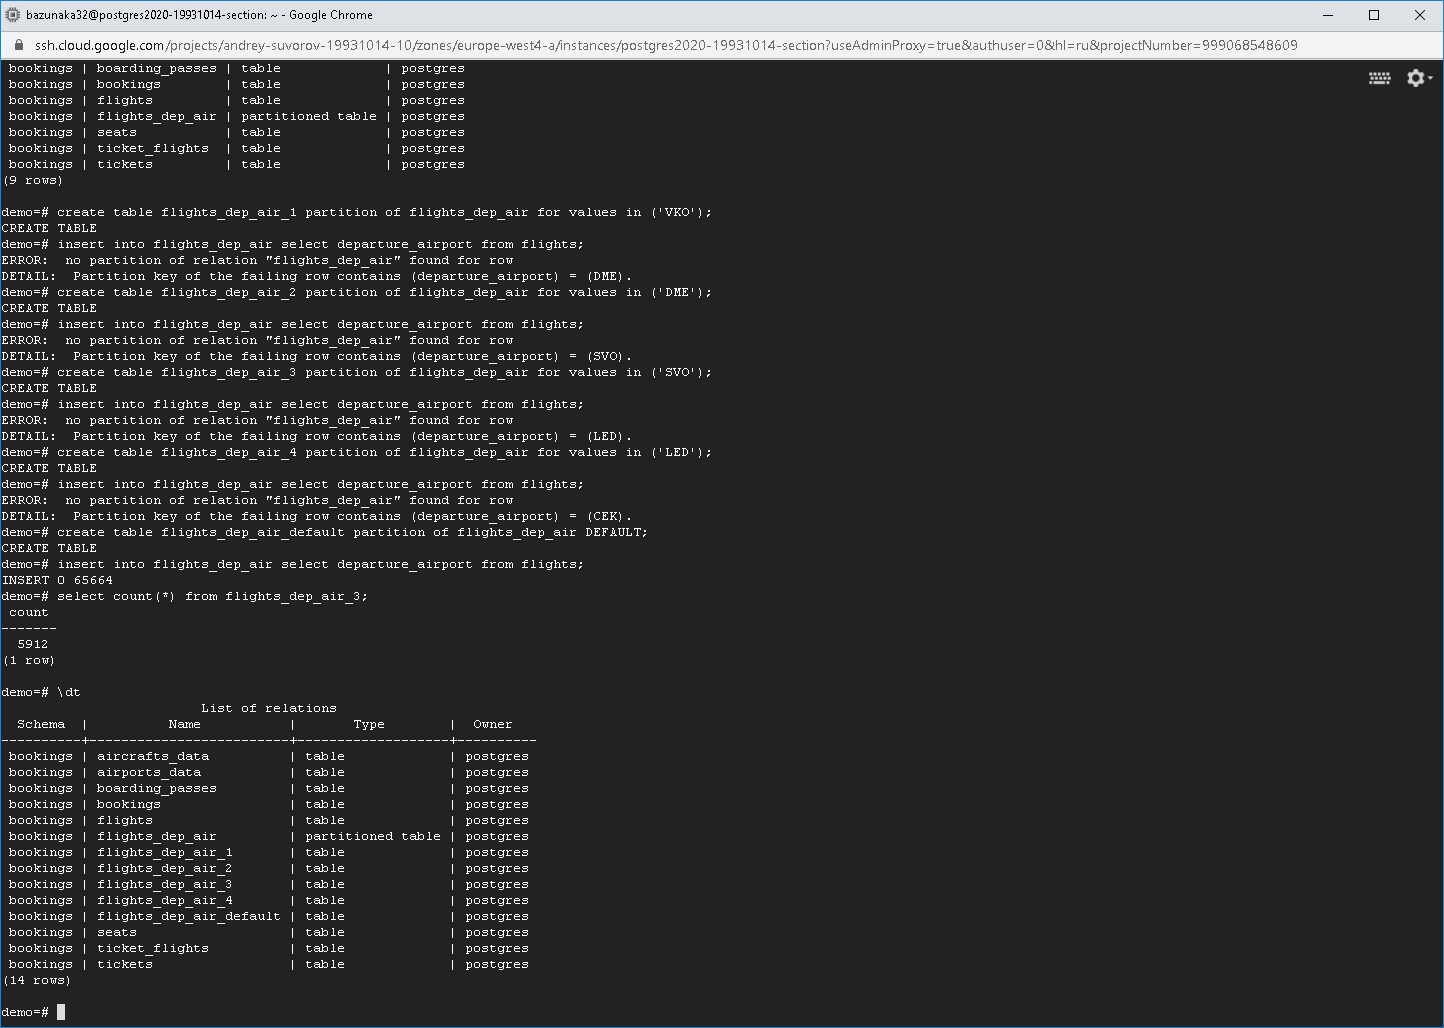 bazunaka32@postgres2020-19931014-section: ~ - Google Chrome
ssh.cloud.google.com/projects/andrey-suvorov-19931014-10/zones/europe-west4-a/instances/postgres2020-19931014-section?useAdminProxy=true&authuser=0&hl=ru&projectNumber=999068548609
 bookings | boarding_passes | table             | postgres
 bookings | bookings        | table             | postgres
 bookings | flights         | table             | postgres
 bookings | flights_dep_air | partitioned table | postgres
 bookings | seats           | table             | postgres
 bookings | ticket_flights  | table             | postgres
 bookings | tickets         | table             | postgres
(9 rows)
demo=# create table flights_dep_air_1 partition of flights_dep_air for values in ('VKO');
CREATE TABLE
demo=# insert into flights_dep_air select departure_airport from flights;
ERROR:  no partition of relation "flights_dep_air" found for row
DETAIL:  Partition key of the failing row contains (departure_airport) = (DME).
demo=# create table flights_dep_air_2 partition of flights_dep_air for values in ('DME');
CREATE TABLE
demo=# insert into flights_dep_air select departure_airport from flights;
ERROR:  no partition of relation "flights_dep_air" found for row
DETAIL:  Partition key of the failing row contains (departure_airport) = (SVO).
demo=# create table flights_dep_air_3 partition of flights_dep_air for values in ('SVO');
CREATE TABLE
demo=# insert into flights_dep_air select departure_airport from flights;
ERROR:  no partition of relation "flights_dep_air" found for row
DETAIL:  Partition key of the failing row contains (departure_airport) = (LED).
demo=# create table flights_dep_air_4 partition of flights_dep_air for values in ('LED');
CREATE TABLE
demo=# insert into flights_dep_air select departure_airport from flights;
ERROR:  no partition of relation "flights_dep_air" found for row
DETAIL:  Partition key of the failing row contains (departure_airport) = (CEK).
demo=# create table flights_dep_air_default partition of flights_dep_air DEFAULT;
CREATE TABLE
demo=# insert into flights_dep_air select departure_airport from flights;
INSERT 0 65664
demo=# select count(*) from flights_dep_air_3;
 count
-------
  5912
(1 row)
demo=# \dt
                         List of relations
  Schema  |          Name           |       Type        |  Owner
----------+-------------------------+-------------------+----------
 bookings | aircrafts_data          | table             | postgres
 bookings | airports_data           | table             | postgres
 bookings | boarding_passes         | table             | postgres
 bookings | bookings                | table             | postgres
 bookings | flights                 | table             | postgres
 bookings | flights_dep_air         | partitioned table | postgres
 bookings | flights_dep_air_1       | table             | postgres
 bookings | flights_dep_air_2       | table             | postgres
 bookings | flights_dep_air_3       | table             | postgres
 bookings | flights_dep_air_4       | table             | postgres
 bookings | flights_dep_air_default | table             | postgres
 bookings | seats                   | table             | postgres
 bookings | ticket_flights          | table             | postgres
 bookings | tickets                 | table             | postgres
(14 rows)
demo=#